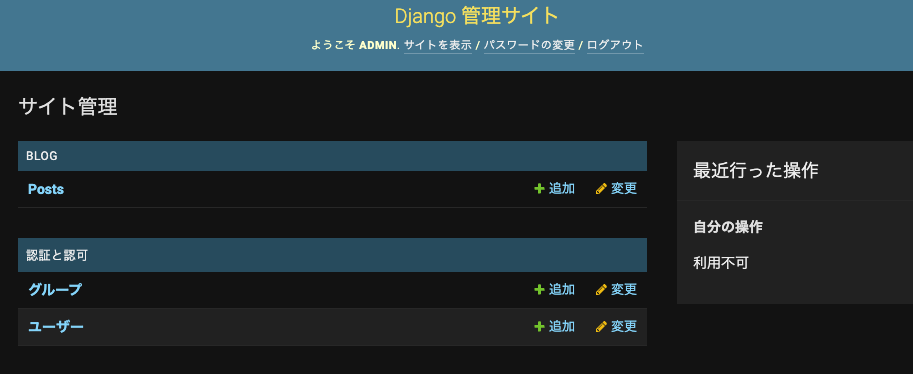 Django 管理サイト
ようこそ ADMIN. サイトを表示 / パスワードの変更 / ログアウト
サイト管理
BLOG
Posts 追加 変更
認証と認可
グループ 追加 変更
ユーザー 追加 変更
最近行った操作
自分の操作
利用不可